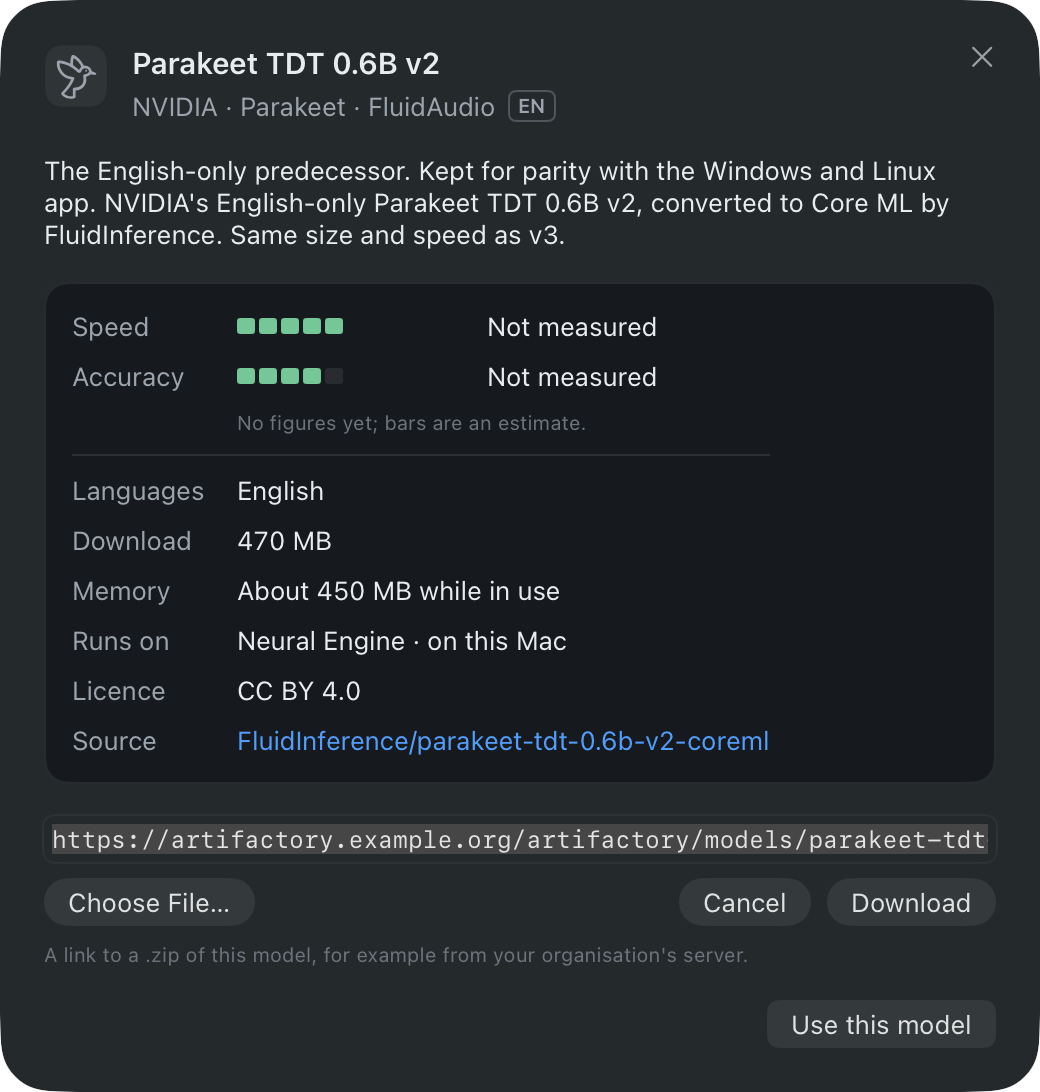 Parakeet TDT 0.6B v2
NVIDIA · Parakeet · FluidAudio EN
The English-only predecessor. Kept for parity with the Windows and Linux
app. NVIDIA's English-only Parakeet TDT 0.6B v2, converted to Core ML by
FluidInference. Same size and speed as v3.
Speed Not measured
Accuracy Not measured
No figures yet; bars are an estimate.
Languages English
Download 470 MB
Memory About 450 MB while in use
Runs on Neural Engine · on this Mac
Licence CC BY 4.0
Source FluidInference/parakeet-tdt-0.6b-v2-coreml
https://artifactory.example.org/artifactory/models/parakeet-tdt
Choose File... Cancel Download
A link to a .zip of this model, for example from your organisation's server.
Use this model